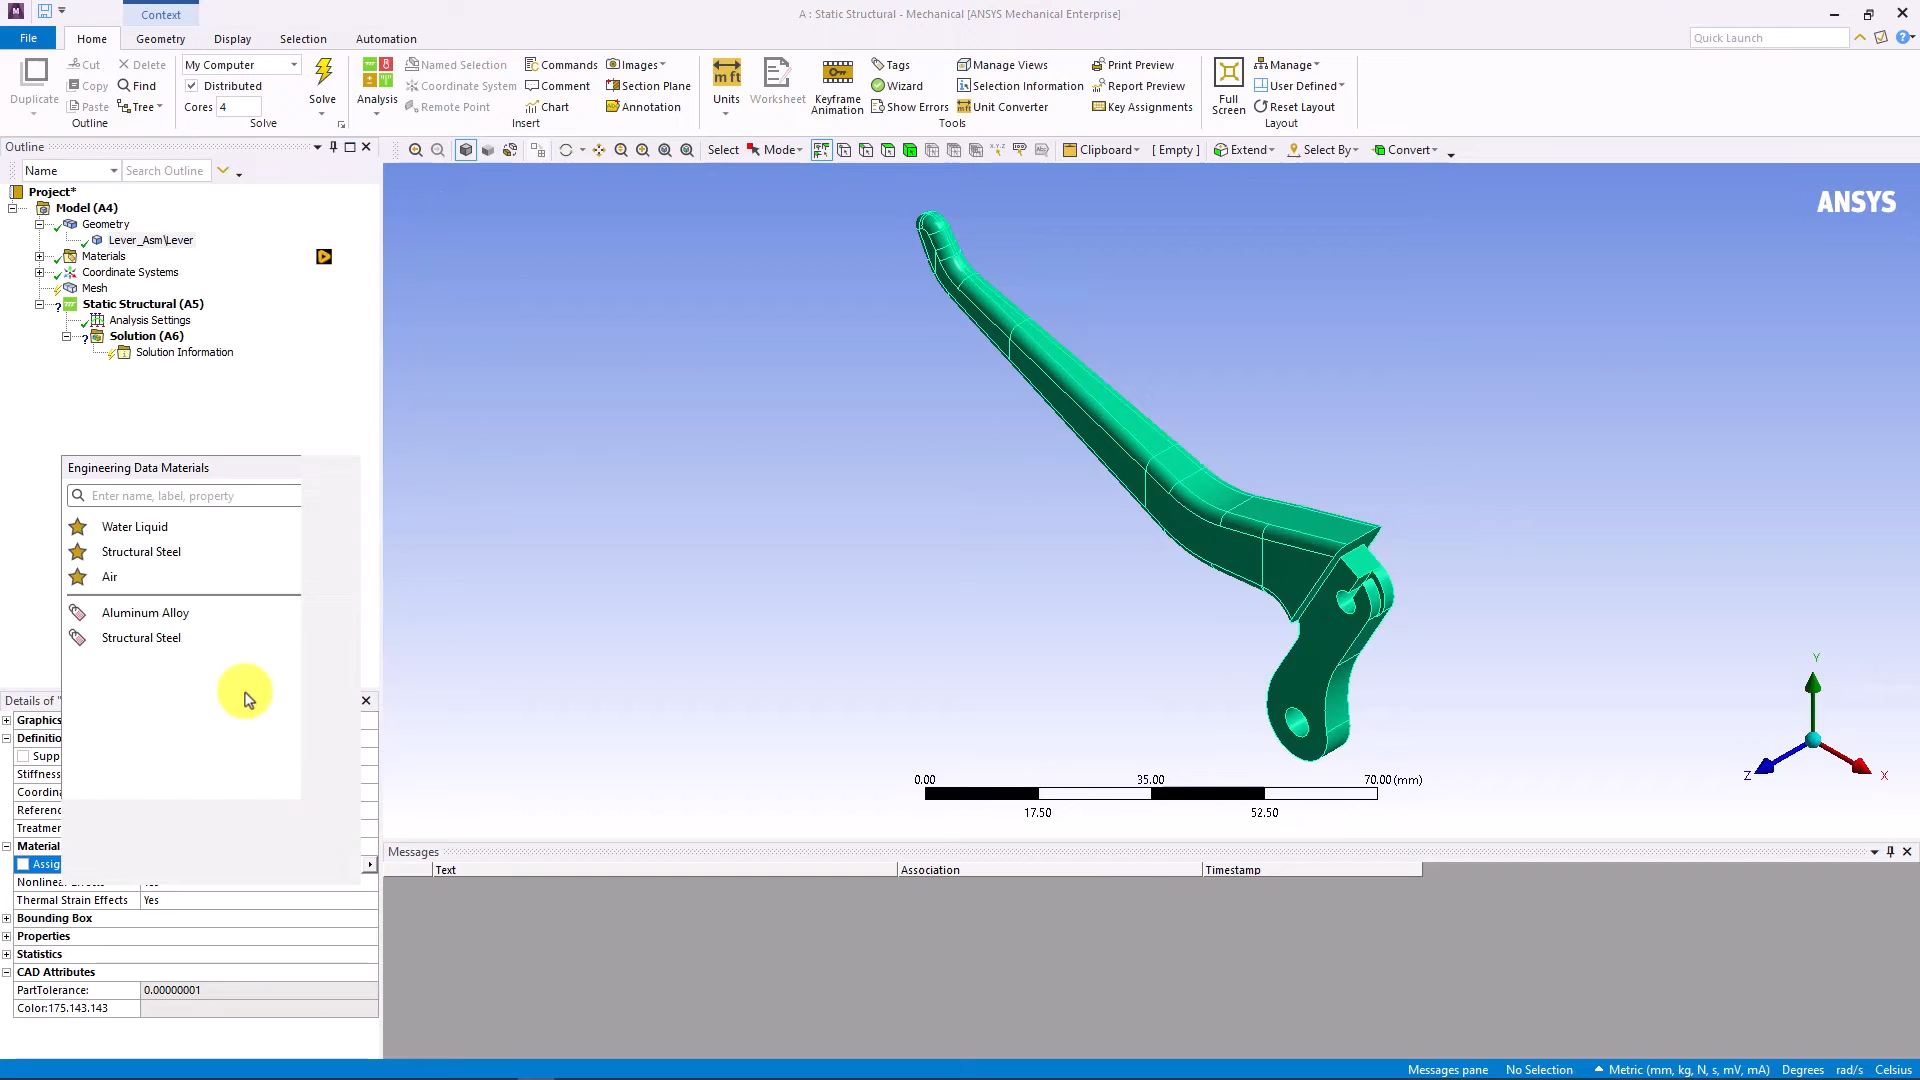 Context
A : Static Structural - Mechanical [ANSYS Mechanical Enterprise]
File
Home
Geometry
Display
Selection
Automation
Quick Launch
Duplicate
Cut
Copy
Paste
Delete
Find
Tree
Outline
My Computer
Distributed
Cores 4
Solve
Solve
Analysis
Named Selection
Coordinate System
Remote Point
Commands
Comment
Chart
Images
Section Plane
Annotation
Insert
mft
Units
Worksheet
Keyframe
Animation
Tags
Wizard
Show Errors
Manage Views
Selection Information
Unit Converter
Print Preview
Report Preview
Key Assignments
Tools
Full
Screen
Manage
User Defined
Reset Layout
Layout
Outline
Name
Search Outline
Select
Mode
Clipboard
[ Empty ]
Extend
Select By
Convert
Project*
Model (A4)
Geometry
Lever_Asm\Lever
Materials
Coordinate Systems
Mesh
Static Structural (A5)
Analysis Settings
Solution (A6)
Solution Information
Engineering Data Materials
Enter name, label, property
Water Liquid
Structural Steel
Air
Aluminum Alloy
Structural Steel
Details of "
Graphics
Definitio
Supp
Stiffness
Coordina
Referenc
Treatmer
Material
Assig
Thermal Strain Effects Yes
Bounding Box
Properties
Statistics
CAD Attributes
PartTolerance: 0.00000001
Color:175.143.143
ANSYS
Y
Z
X
0.00
35.00
70.00 (mm)
17.50
52.50
Messages
Text
Association
Timestamp
Messages pane
No Selection
Metric (mm, kg, N, s, mV, mA)
Degrees
rad/s
Celsius